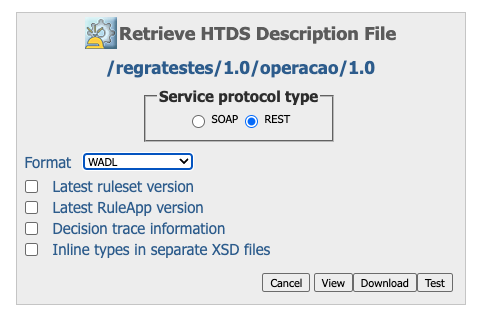 Retrieve HTDS Description File
/regratestes/1.0/operacao/1.0
Service protocol type
SOAP REST
Format WADL
Latest ruleset version
Latest RuleApp version
Decision trace information
Inline types in separate XSD files
Cancel View Download Test